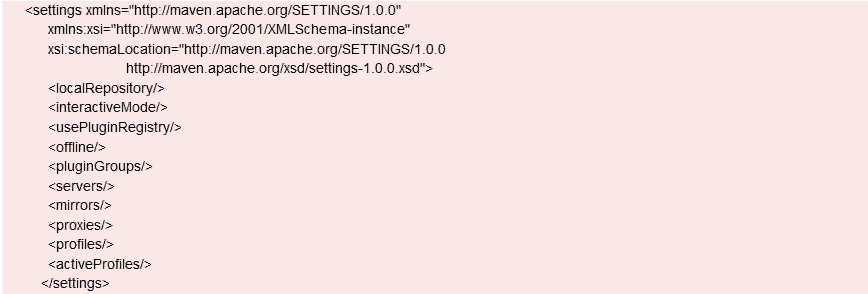 <settings xmlns="http://maven.apache.org/SETTINGS/1.0.0"
xmlns:xsi="http://www.w3.org/2001/XMLSchema-instance"
xsi:schemaLocation="http://maven.apache.org/SETTINGS/1.0.0
http://maven.apache.org/xsd/settings-1.0.0.xsd">
<localRepository/>
<interactiveMode/>
<usePluginRegistry/>
<offline/>
<pluginGroups/>
<servers/>
<mirrors/>
<proxies/>
<profiles/>
<activeProfiles/>
</settings>